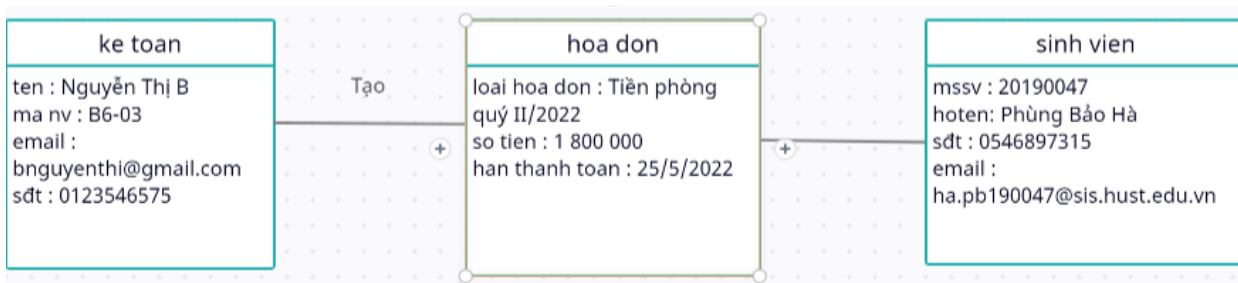 ke toan
ten : Nguyễn Thị B
ma nv : B6-03
email :
bnguyenthi@gmail.com
sđt : 0123546575
Tạo
hoa don
loai hoa don : Tiền phòng
quý II/2022
so tien : 1 800 000
han thanh toan : 25/5/2022
sinh vien
mssv : 20190047
hoten: Phùng Bảo Hà
sđt : 0546897315
email :
ha.pb190047@sis.hust.edu.vn